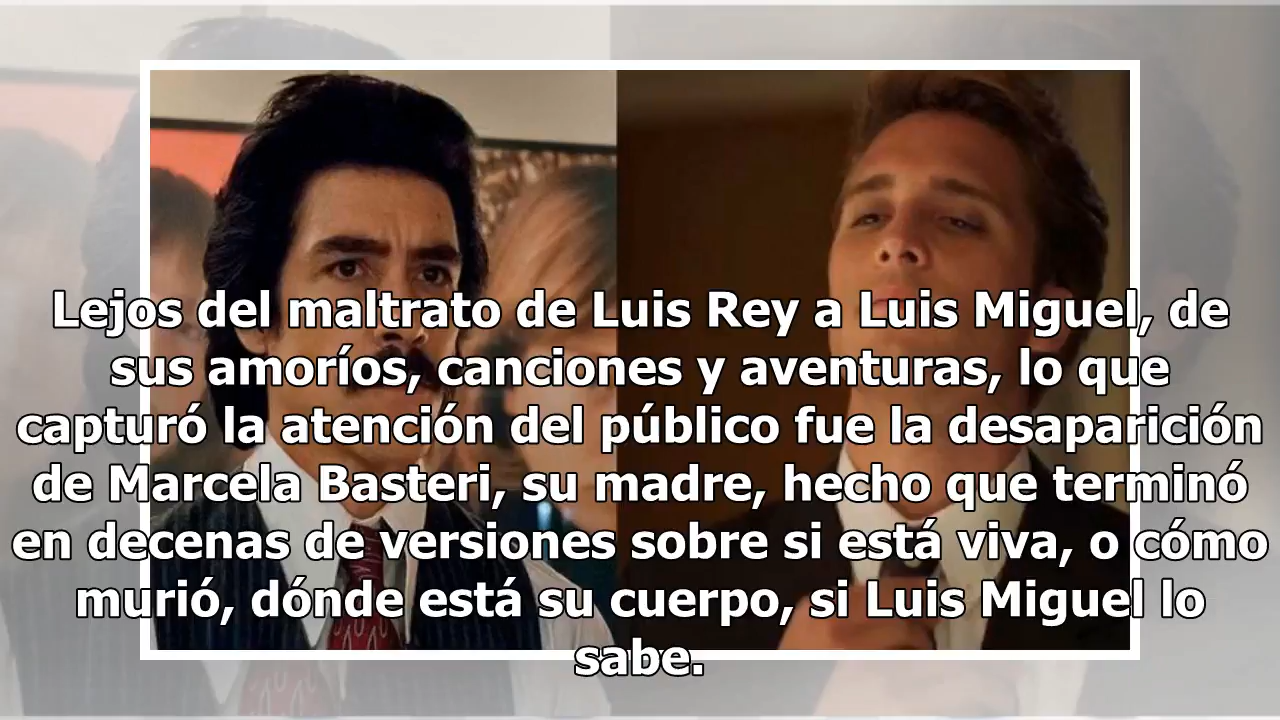 Lejos del maltrato de Luis Rey a Luis Miguel, de
sus amoríos, canciones y aventuras, lo que
capturó la atención del público fue la desaparición
de Marcela Basteri, su madre, hecho que terminó
en decenas de versiones sobre si está viva, o cómo
murió, dónde está su cuerpo, si Luis Miguel lo
sabe.